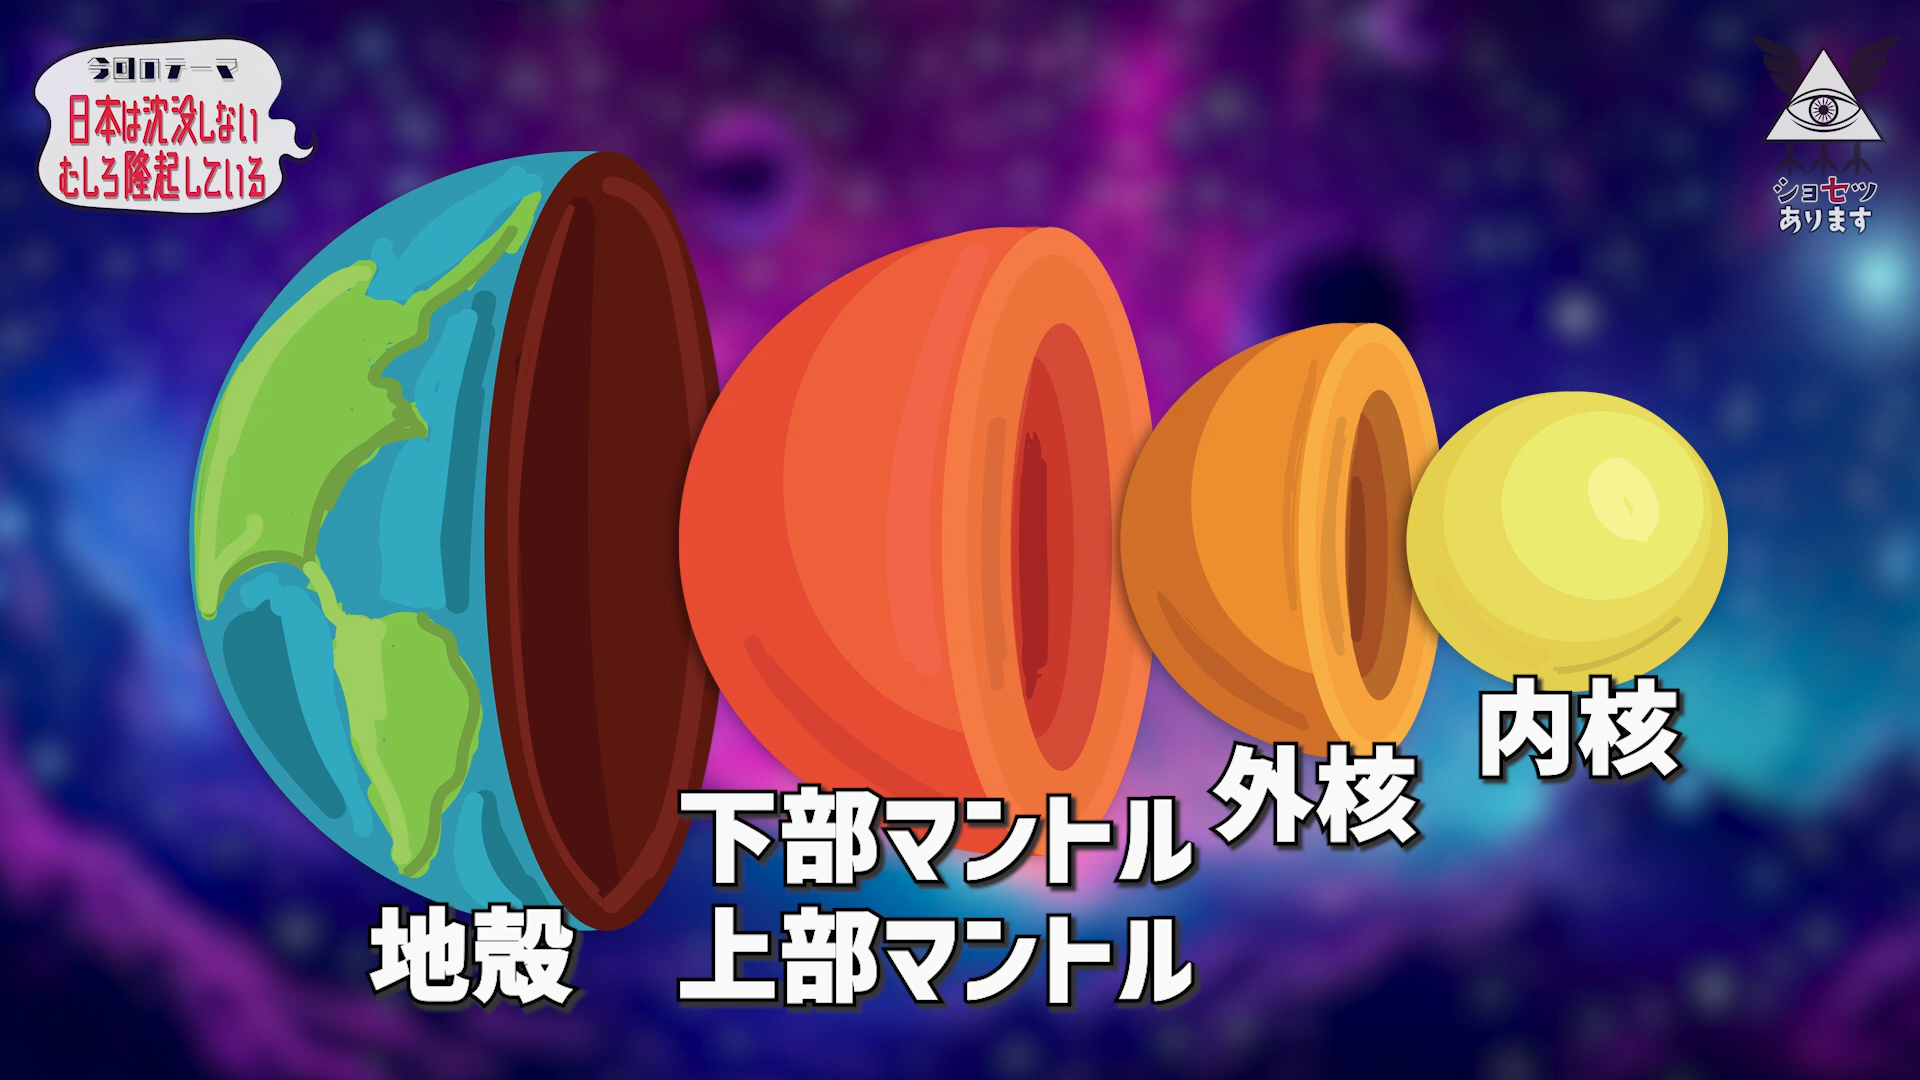 今回のテーマ
日本は沈没しない
むしろ隆起している
ショセツ
あります
内核
外核
下部マントル
上部マントル
地殻